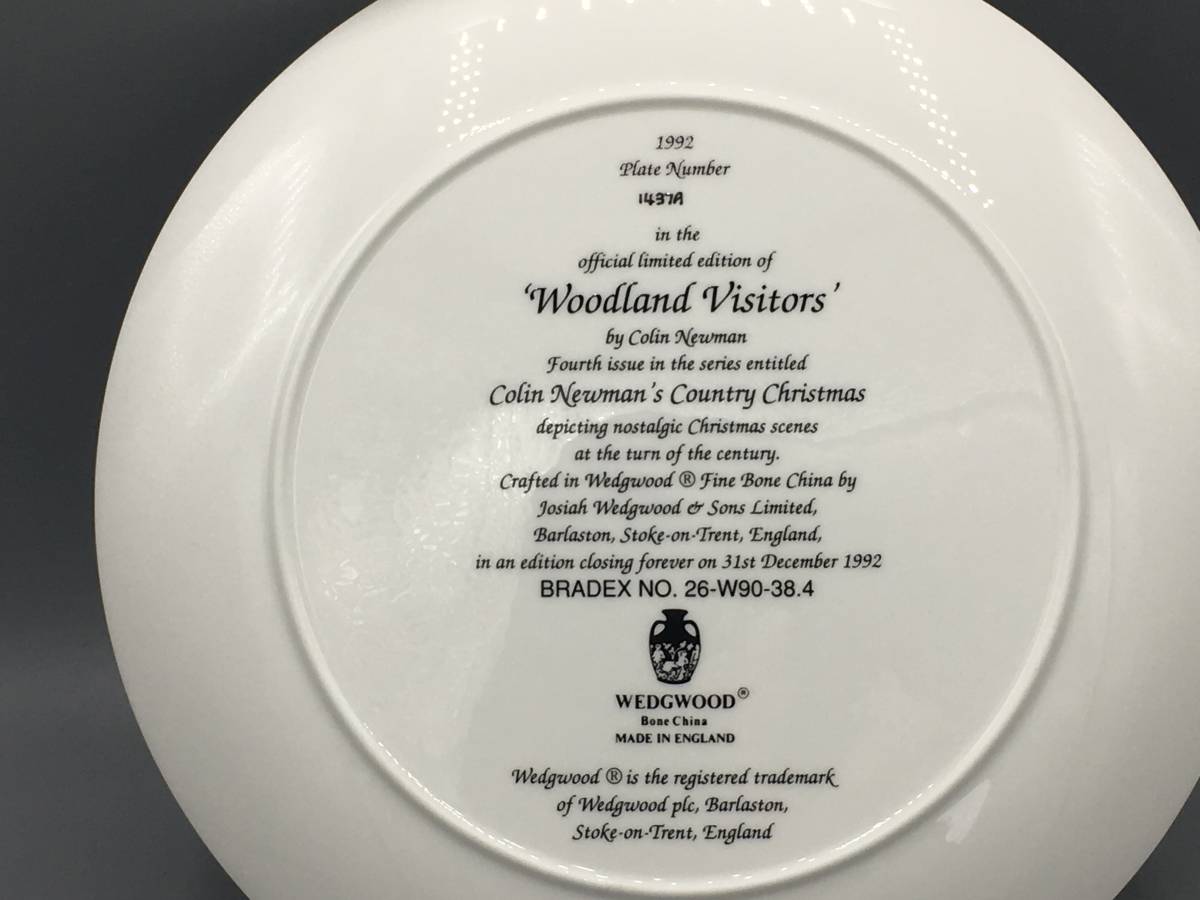 1992
Plate Number
1437A
in the
official limited edition of
'Woodland Visitors'
by Colin Newman
Fourth issue in the series entitled
Colin Newman's Country Christmas
depicting nostalgic Christmas scenes
at the turn of the century.
Crafted in Wedgwood ® Fine Bone China by
Josiah Wedgwood & Sons Limited,
Barlaston, Stoke-on-Trent, England,
in an edition closing forever on 31st December 1992
BRADEX NO. 26-W90-38.4
WEDGWOOD®
Bone China
MADE IN ENGLAND
Wedgwood ® is the registered trademark
of Wedgwood plc, Barlaston,
Stoke-on-Trent, England